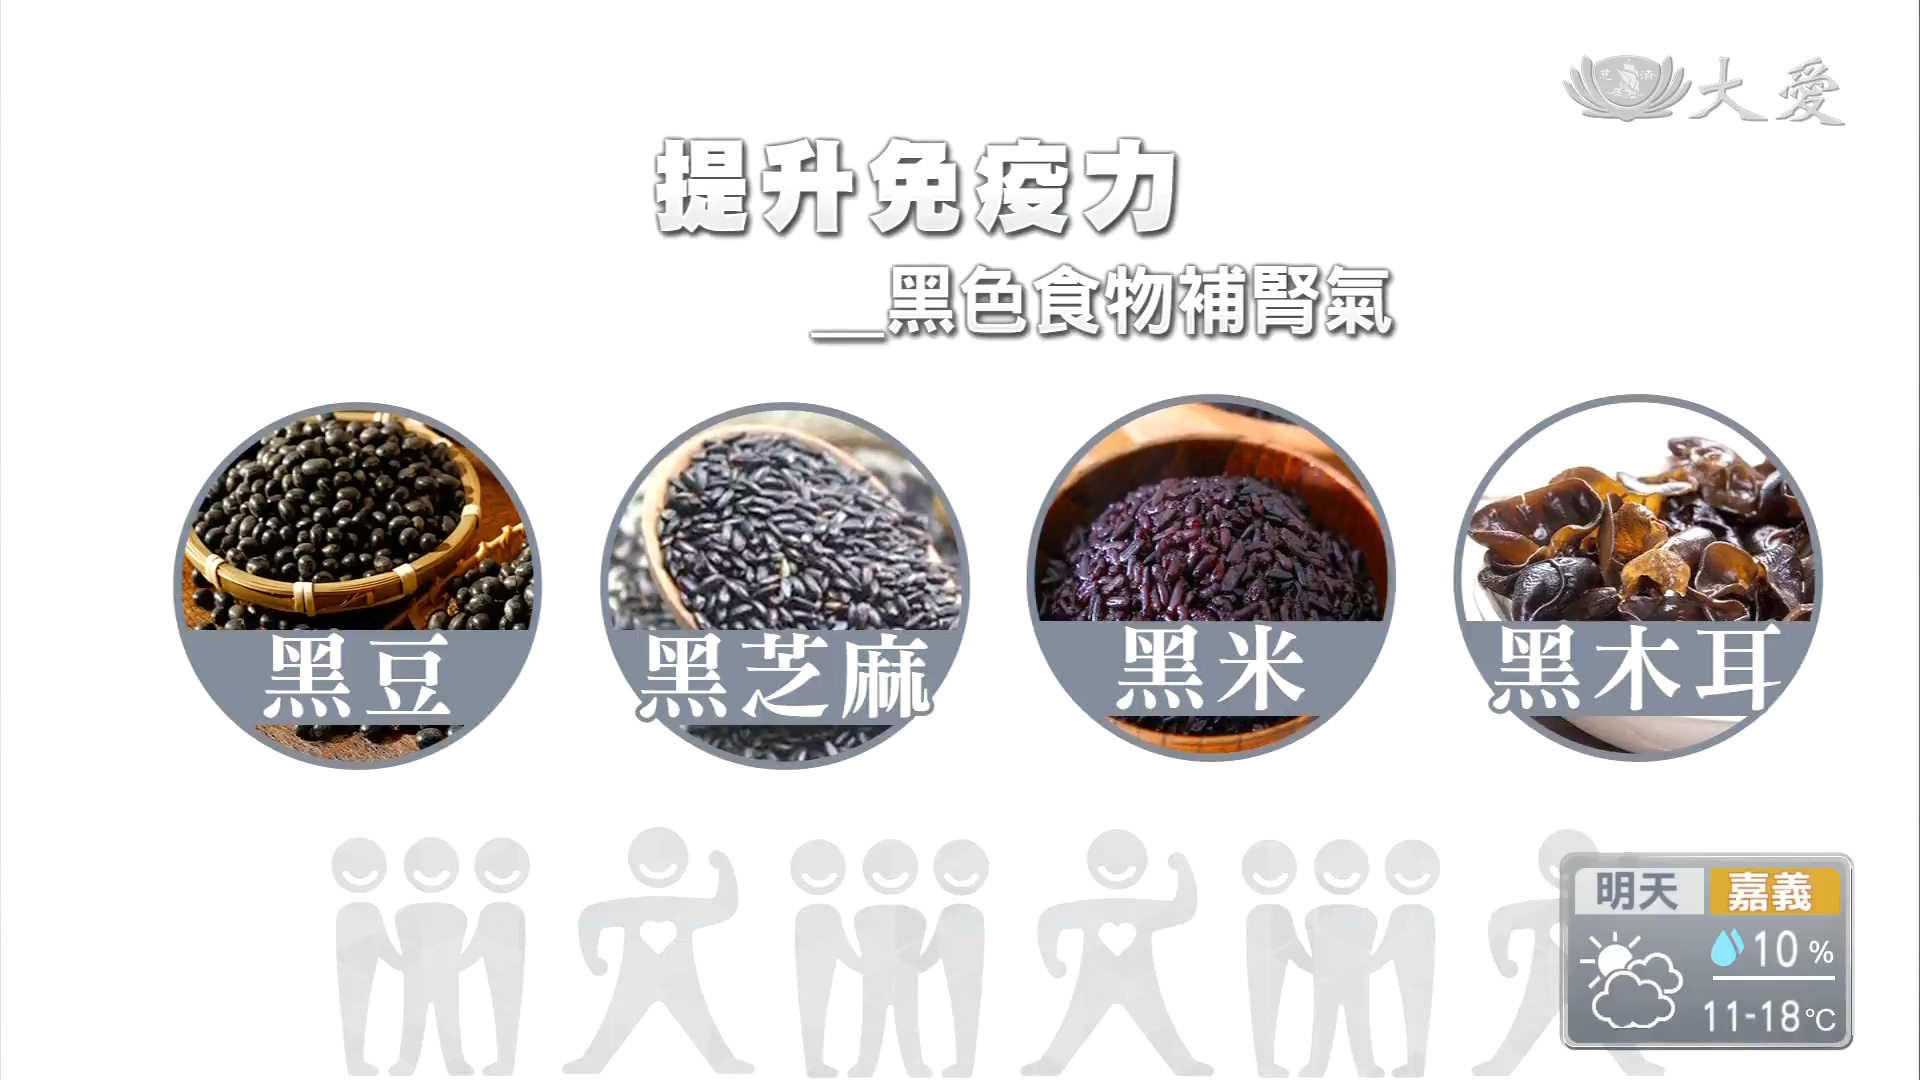 大愛
提升免疫力
__黑色食物補腎氣
黑豆
黑芝麻
黑米
黑木耳
明天 嘉義
10 %
11-18°C